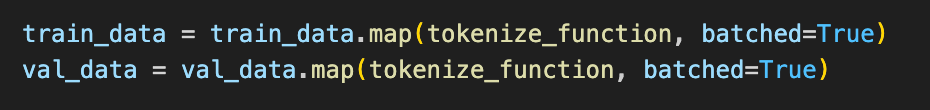 train_data = train_data.map(tokenize_function, batched=True)
val_data = val_data.map(tokenize_function, batched=True)